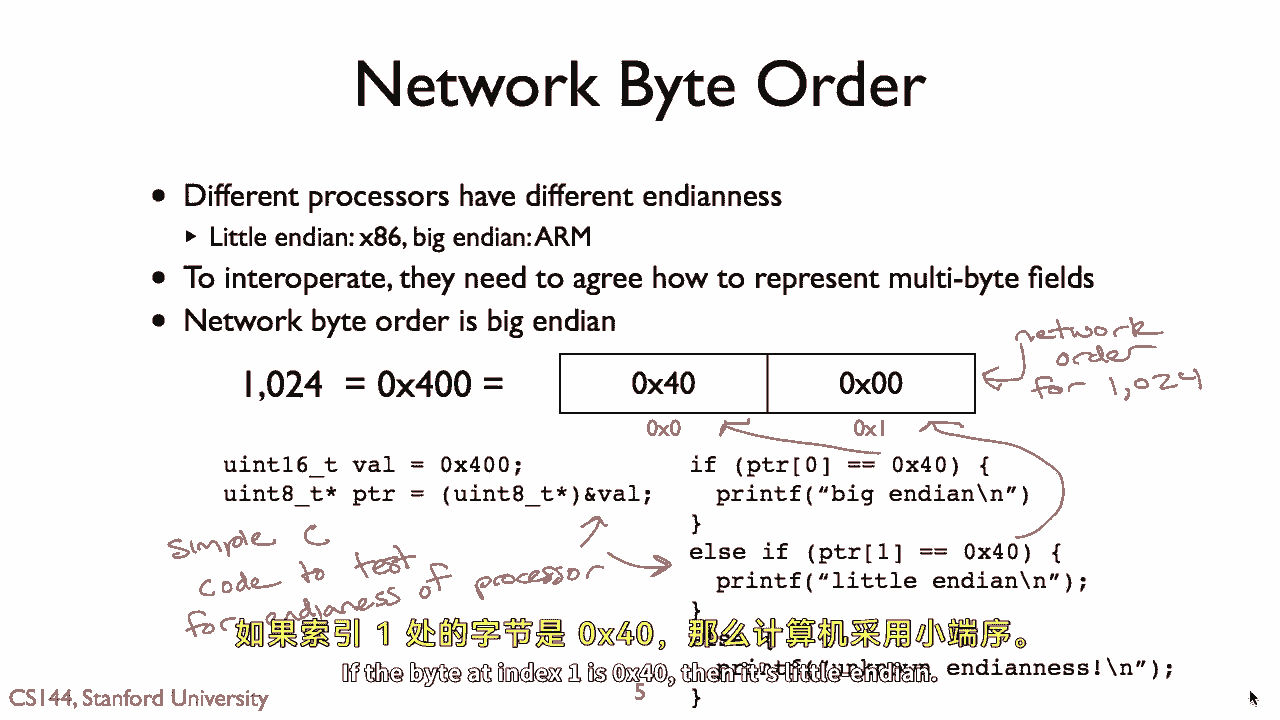 Network Byte Order
• Different processors have different endianness
▸ Little endian: x86, big endian: ARM
• To interoperate, they need to agree how to represent multi-byte fields
• Network byte order is big endian
network
order
for 1,024
1,024 = 0x400 =
0x40 0x00
0x0 0x1
uint16_t val = 0x400;
uint8_t* ptr = (uint8_t*)&val;
simple C
code to test
for endianess of processor
if (ptr[0] == 0x40) {
printf(“big endian\n”)
}
else if (ptr[1] == 0x40) {
printf(“little endian\n”);
}
endianness!\n”);
}
如果索引 1 处的字节是 0x40，那么计算机采用小端序。
If the byte at index 1 is 0x40, then it's little-endian.
CS144, Stanford University
5